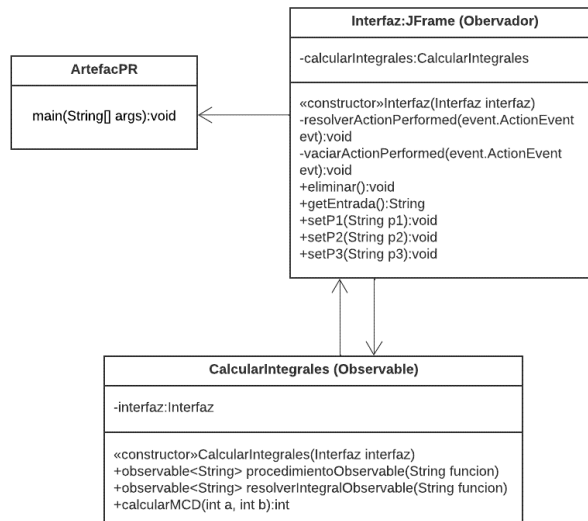 ArtefacPR
main(String[] args):void
Interfaz:JFrame (Obervador)
-calcularIntegrales:CalcularIntegrales
«constructor»Interfaz(Interfaz interfaz)
-resolverActionPerformed(event.ActionEvent
evt):void
-vaciarActionPerformed(event.ActionEvent
evt):void
+eliminar():void
+getEntrada():String
+setP1(String p1):void
+setP2(String p2):void
+setP3(String p3):void
CalcularIntegrales (Observable)
-interfaz:Interfaz
«constructor»CalcularIntegrales(Interfaz interfaz)
+observable<String> procedimientoObservable(String funcion)
+observable<String> resolverIntegralObservable(String funcion)
+calcularMCD(int a, int b):int